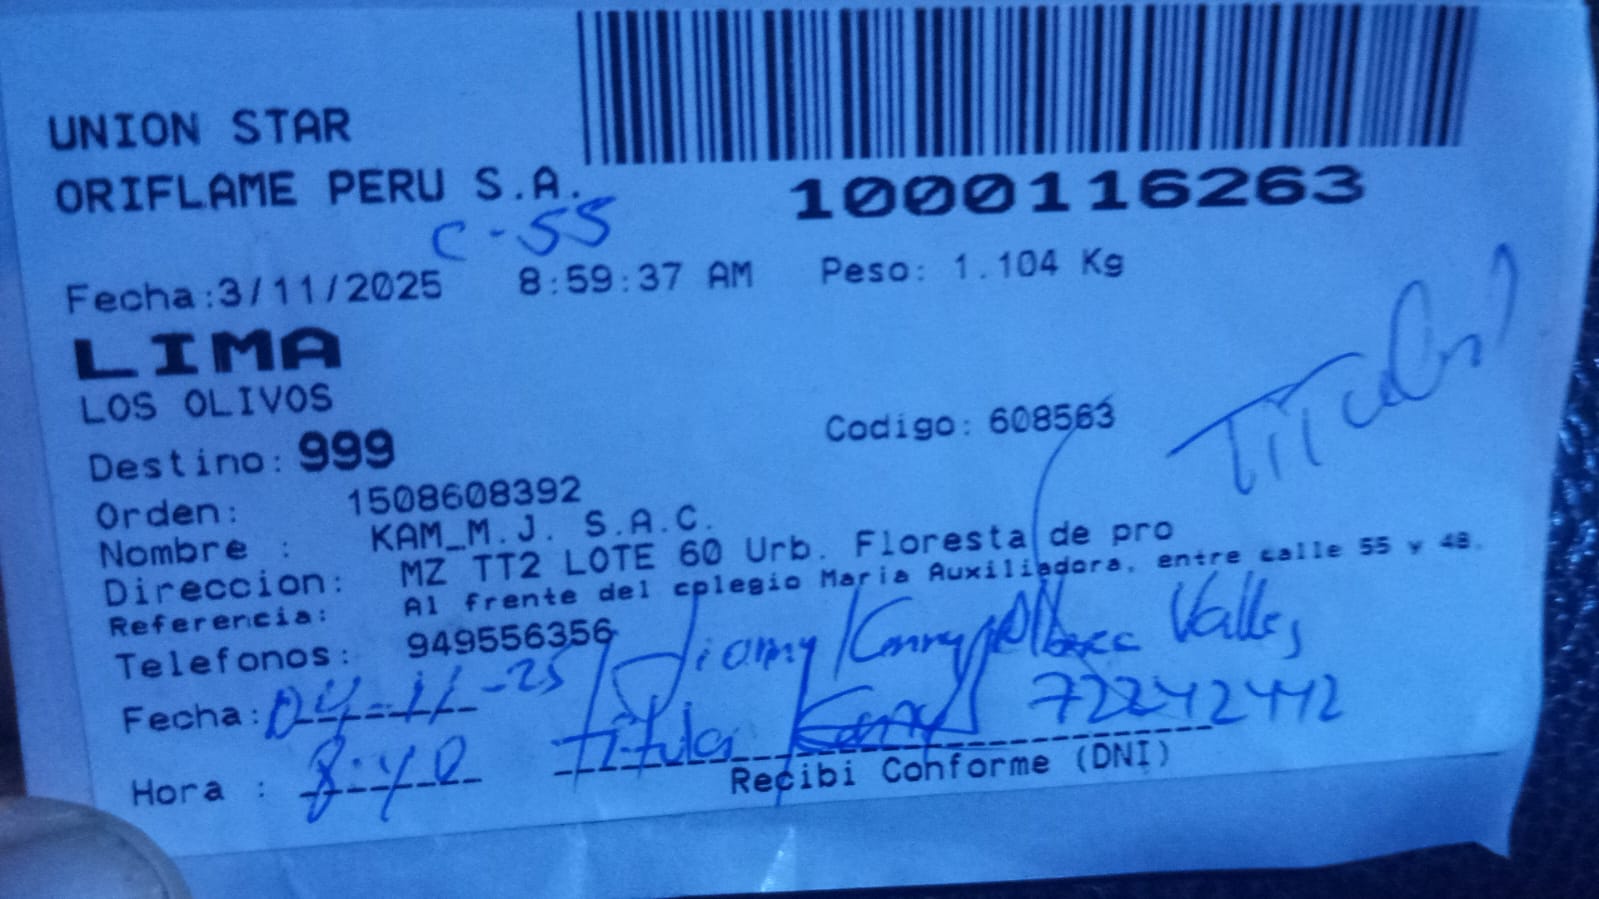 UNION STAR
ORIFLAME PERU S.A.
1000116263
C-55
Fecha:3/11/2025 8:59:37 AM Peso: 1.104 Kg
LIMA
LOS OLIVOS
Codigo: 608563
Titular
Destino: 999
Orden: 1508608392
Nombre : KAM_M.J. S.A.C.
Direccion: MZ TT2 LOTE 60 Urb. Floresta de pro
Referencia: Al frente del colegio Maria Auxiliadora, entre calle 55 y 48.
Telefonos: 949556356
Valles
Fecha: 04-11-25
Titular 72242442
Hora : 8:40
Recibi Conforme (DNI)